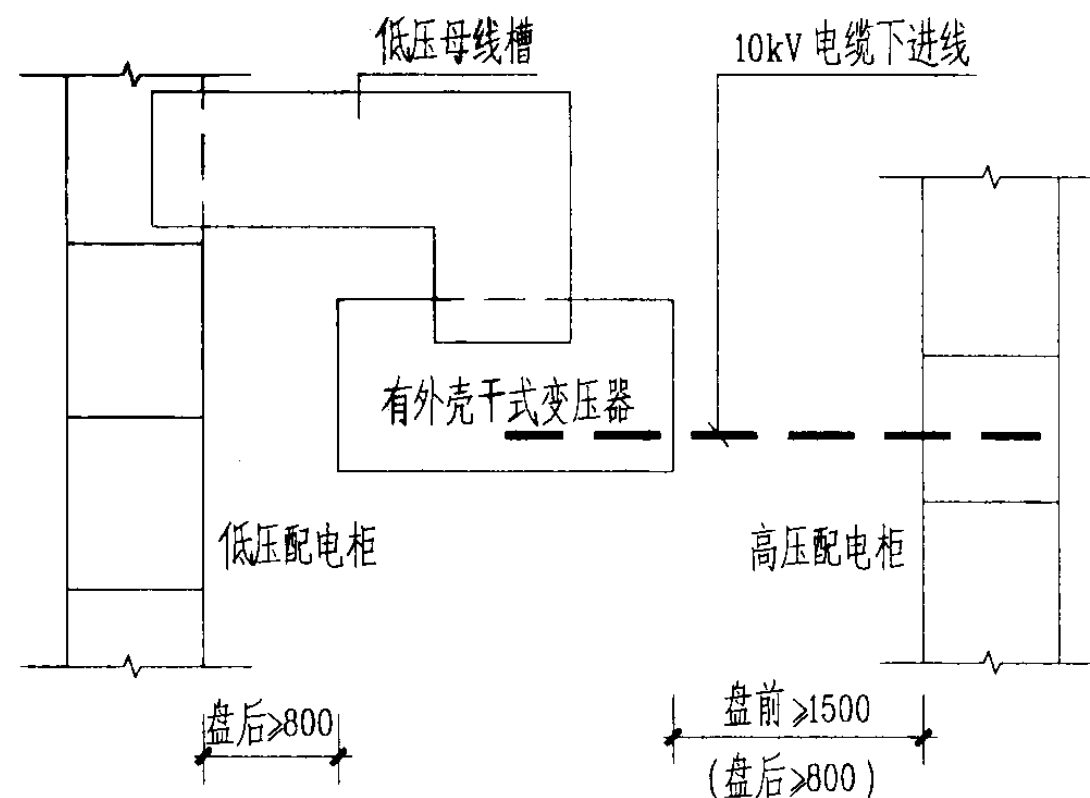 低压母线槽
10kV 电缆下进线
有外壳干式变压器
低压配电柜
高压配电柜
盘后≥800
盘前≥1500
(盘后≥800)